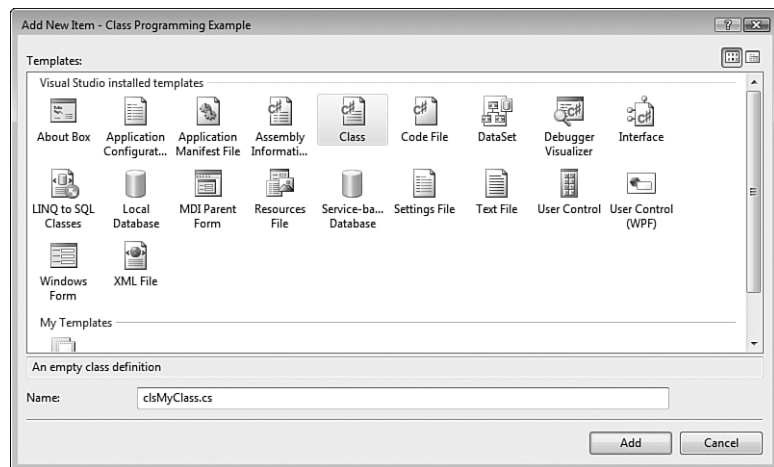 Add New Item - Class Programming Example
Templates:
Visual Studio installed templates
About Box
Application Configurat...
Application Manifest File
Assembly Informati...
Class
Code File
DataSet
Debugger Visualizer
Interface
LINQ to SQL Classes
Local Database
MDI Parent Form
Resources File
Service-ba... Database
Settings File
Text File
User Control
User Control (WPF)
Windows Form
XML File
My Templates
An empty class definition
Name: clsMyClass.cs
Add Cancel